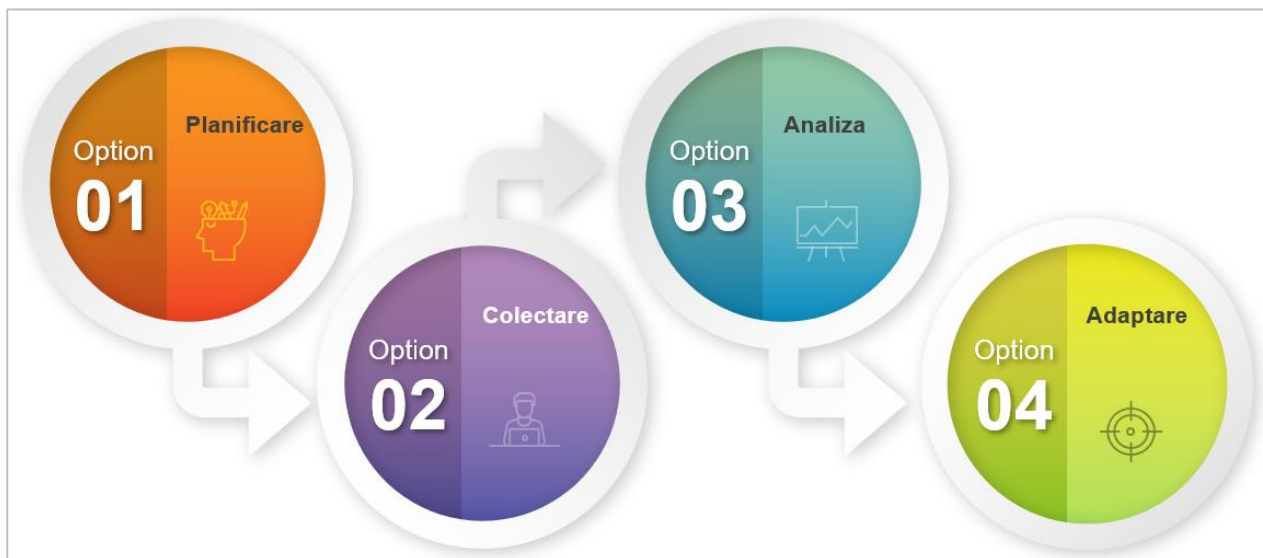 Option
01
Planificare
Option
02
Colectare
Option
03
Analiza
Option
04
Adaptare